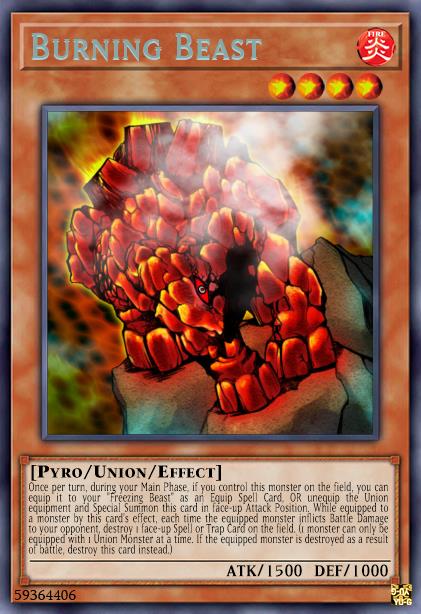 BURNING BEAST
FIRE
炎
[PYRO/UNION/EFFECT]
Once per turn, during your Main Phase, if you control this monster on the field, you can
equip it to your "Freezing Beast" as an Equip Spell Card, OR unequip the Union
equipment and Special Summon this card in face-up Attack Position. While equipped to
a monster by this card's effect, each time the equipped monster inflicts Battle Damage
to your opponent, destroy 1 face-up Spell or Trap Card on the field. (1 monster can only be
equipped with 1 Union Monster at a time. If the equipped monster is destroyed as a result
of battle, destroy this card instead.)
ATK/1500 DEF/1000
59364406